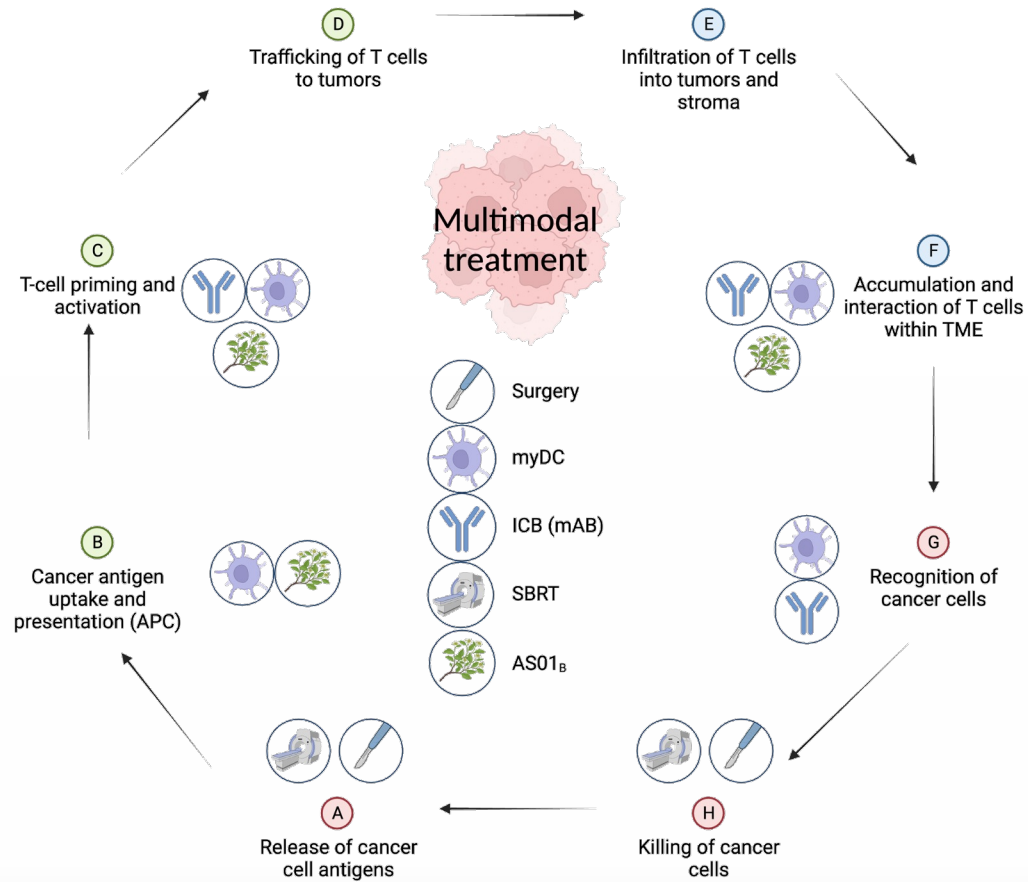 D
Trafficking of T cells
to tumors
E
Infiltration of T cells
into tumors and
stroma
Multimodal
treatment
C
T-cell priming and
activation
F
Accumulation and
interaction of T cells
within TME
Surgery
myDC
ICB (mAB)
SBRT
AS01B
B
Cancer antigen
uptake and
presentation (APC)
G
Recognition of
cancer cells
A
Release of cancer
cell antigens
H
Killing of cancer
cells